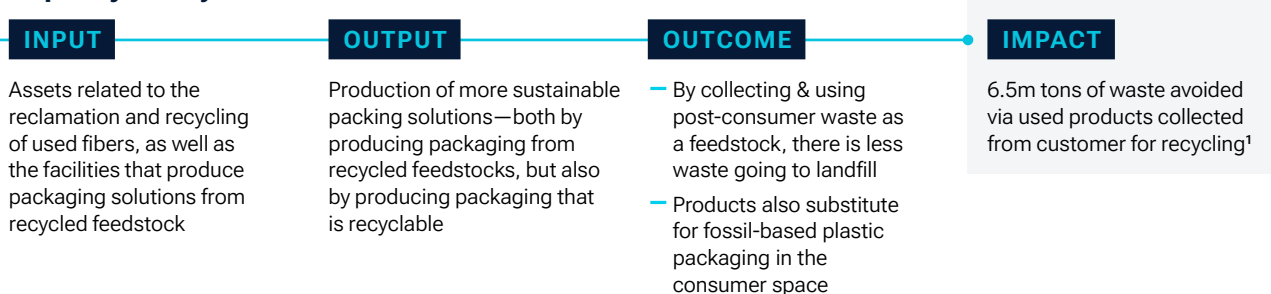 INPUT
Assets related to the
reclamation and recycling
of used fibers, as well as
the facilities that produce
packaging solutions from
recycled feedstock
OUTPUT
Production of more sustainable
packing solutions—both by
producing packaging from
recycled feedstocks, but also
by producing packaging that
is recyclable
OUTCOME
— By collecting & using
post-consumer waste as
a feedstock, there is less
waste going to landfill
— Products also substitute
for fossil-based plastic
packaging in the
consumer space
IMPACT
6.5m tons of waste avoided
via used products collected
from customer for recycling¹